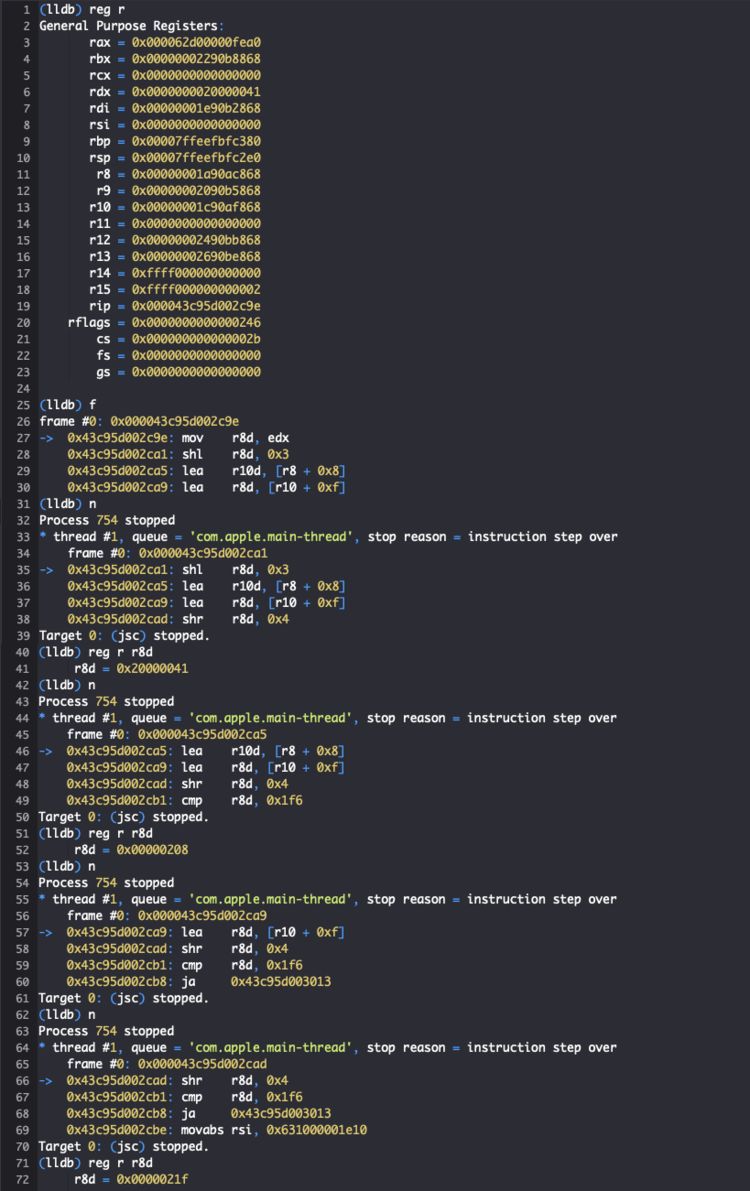 1 (lldb) reg r
2 General Purpose Registers:
3 rax = 0x000062d00000fea0
4 rbx = 0x00000002290b8868
5 rcx = 0x0000000000000000
6 rdx = 0x0000000020000041
7 rdi = 0x00000001e90b2868
8 rsi = 0x0000000000000000
9 rbp = 0x00007ffeefbfc380
10 rsp = 0x00007ffeefbfc2e0
11 r8 = 0x00000001a90ac868
12 r9 = 0x00000002090b5868
13 r10 = 0x00000001c90af868
14 r11 = 0x0000000000000000
15 r12 = 0x00000002490bb868
16 r13 = 0x00000002690be868
17 r14 = 0xffff000000000000
18 r15 = 0xffff000000000002
19 rip = 0x000043c95d002c9e
20 rflags = 0x0000000000000246
21 cs = 0x000000000000002b
22 fs = 0x0000000000000000
23 gs = 0x0000000000000000
24
25 (lldb) f
26 frame #0: 0x000043c95d002c9e
27 -> 0x43c95d002c9e: mov r8d, edx
28 0x43c95d002ca1: shl r8d, 0x3
29 0x43c95d002ca5: lea r10d, [r8 + 0x8]
30 0x43c95d002ca9: lea r8d, [r10 + 0xf]
31 (lldb) n
32 Process 754 stopped
33 * thread #1, queue = 'com.apple.main-thread', stop reason = instruction step over
34 frame #0: 0x000043c95d002ca1
35 -> 0x43c95d002ca1: shl r8d, 0x3
36 0x43c95d002ca5: lea r10d, [r8 + 0x8]
37 0x43c95d002ca9: lea r8d, [r10 + 0xf]
38 0x43c95d002cad: shr r8d, 0x4
39 Target 0: (jsc) stopped.
40 (lldb) reg r r8d
41 r8d = 0x20000041
42 (lldb) n
43 Process 754 stopped
44 * thread #1, queue = 'com.apple.main-thread', stop reason = instruction step over
45 frame #0: 0x000043c95d002ca5
46 -> 0x43c95d002ca5: lea r10d, [r8 + 0x8]
47 0x43c95d002ca9: lea r8d, [r10 + 0xf]
48 0x43c95d002cad: shr r8d, 0x4
49 0x43c95d002cb1: cmp r8d, 0x1f6
50 Target 0: (jsc) stopped.
51 (lldb) reg r r8d
52 r8d = 0x00000208
53 (lldb) n
54 Process 754 stopped
55 * thread #1, queue = 'com.apple.main-thread', stop reason = instruction step over
56 frame #0: 0x000043c95d002ca9
57 -> 0x43c95d002ca9: lea r8d, [r10 + 0xf]
58 0x43c95d002cad: shr r8d, 0x4
59 0x43c95d002cb1: cmp r8d, 0x1f6
60 0x43c95d002cb8: ja 0x43c95d003013
61 Target 0: (jsc) stopped.
62 (lldb) n
63 Process 754 stopped
64 * thread #1, queue = 'com.apple.main-thread', stop reason = instruction step over
65 frame #0: 0x000043c95d002cad
66 -> 0x43c95d002cad: shr r8d, 0x4
67 0x43c95d002cb1: cmp r8d, 0x1f6
68 0x43c95d002cb8: ja 0x43c95d003013
69 0x43c95d002cbe: movabs rsi, 0x631000001e10
70 Target 0: (jsc) stopped.
71 (lldb) reg r r8d
72 r8d = 0x0000021f